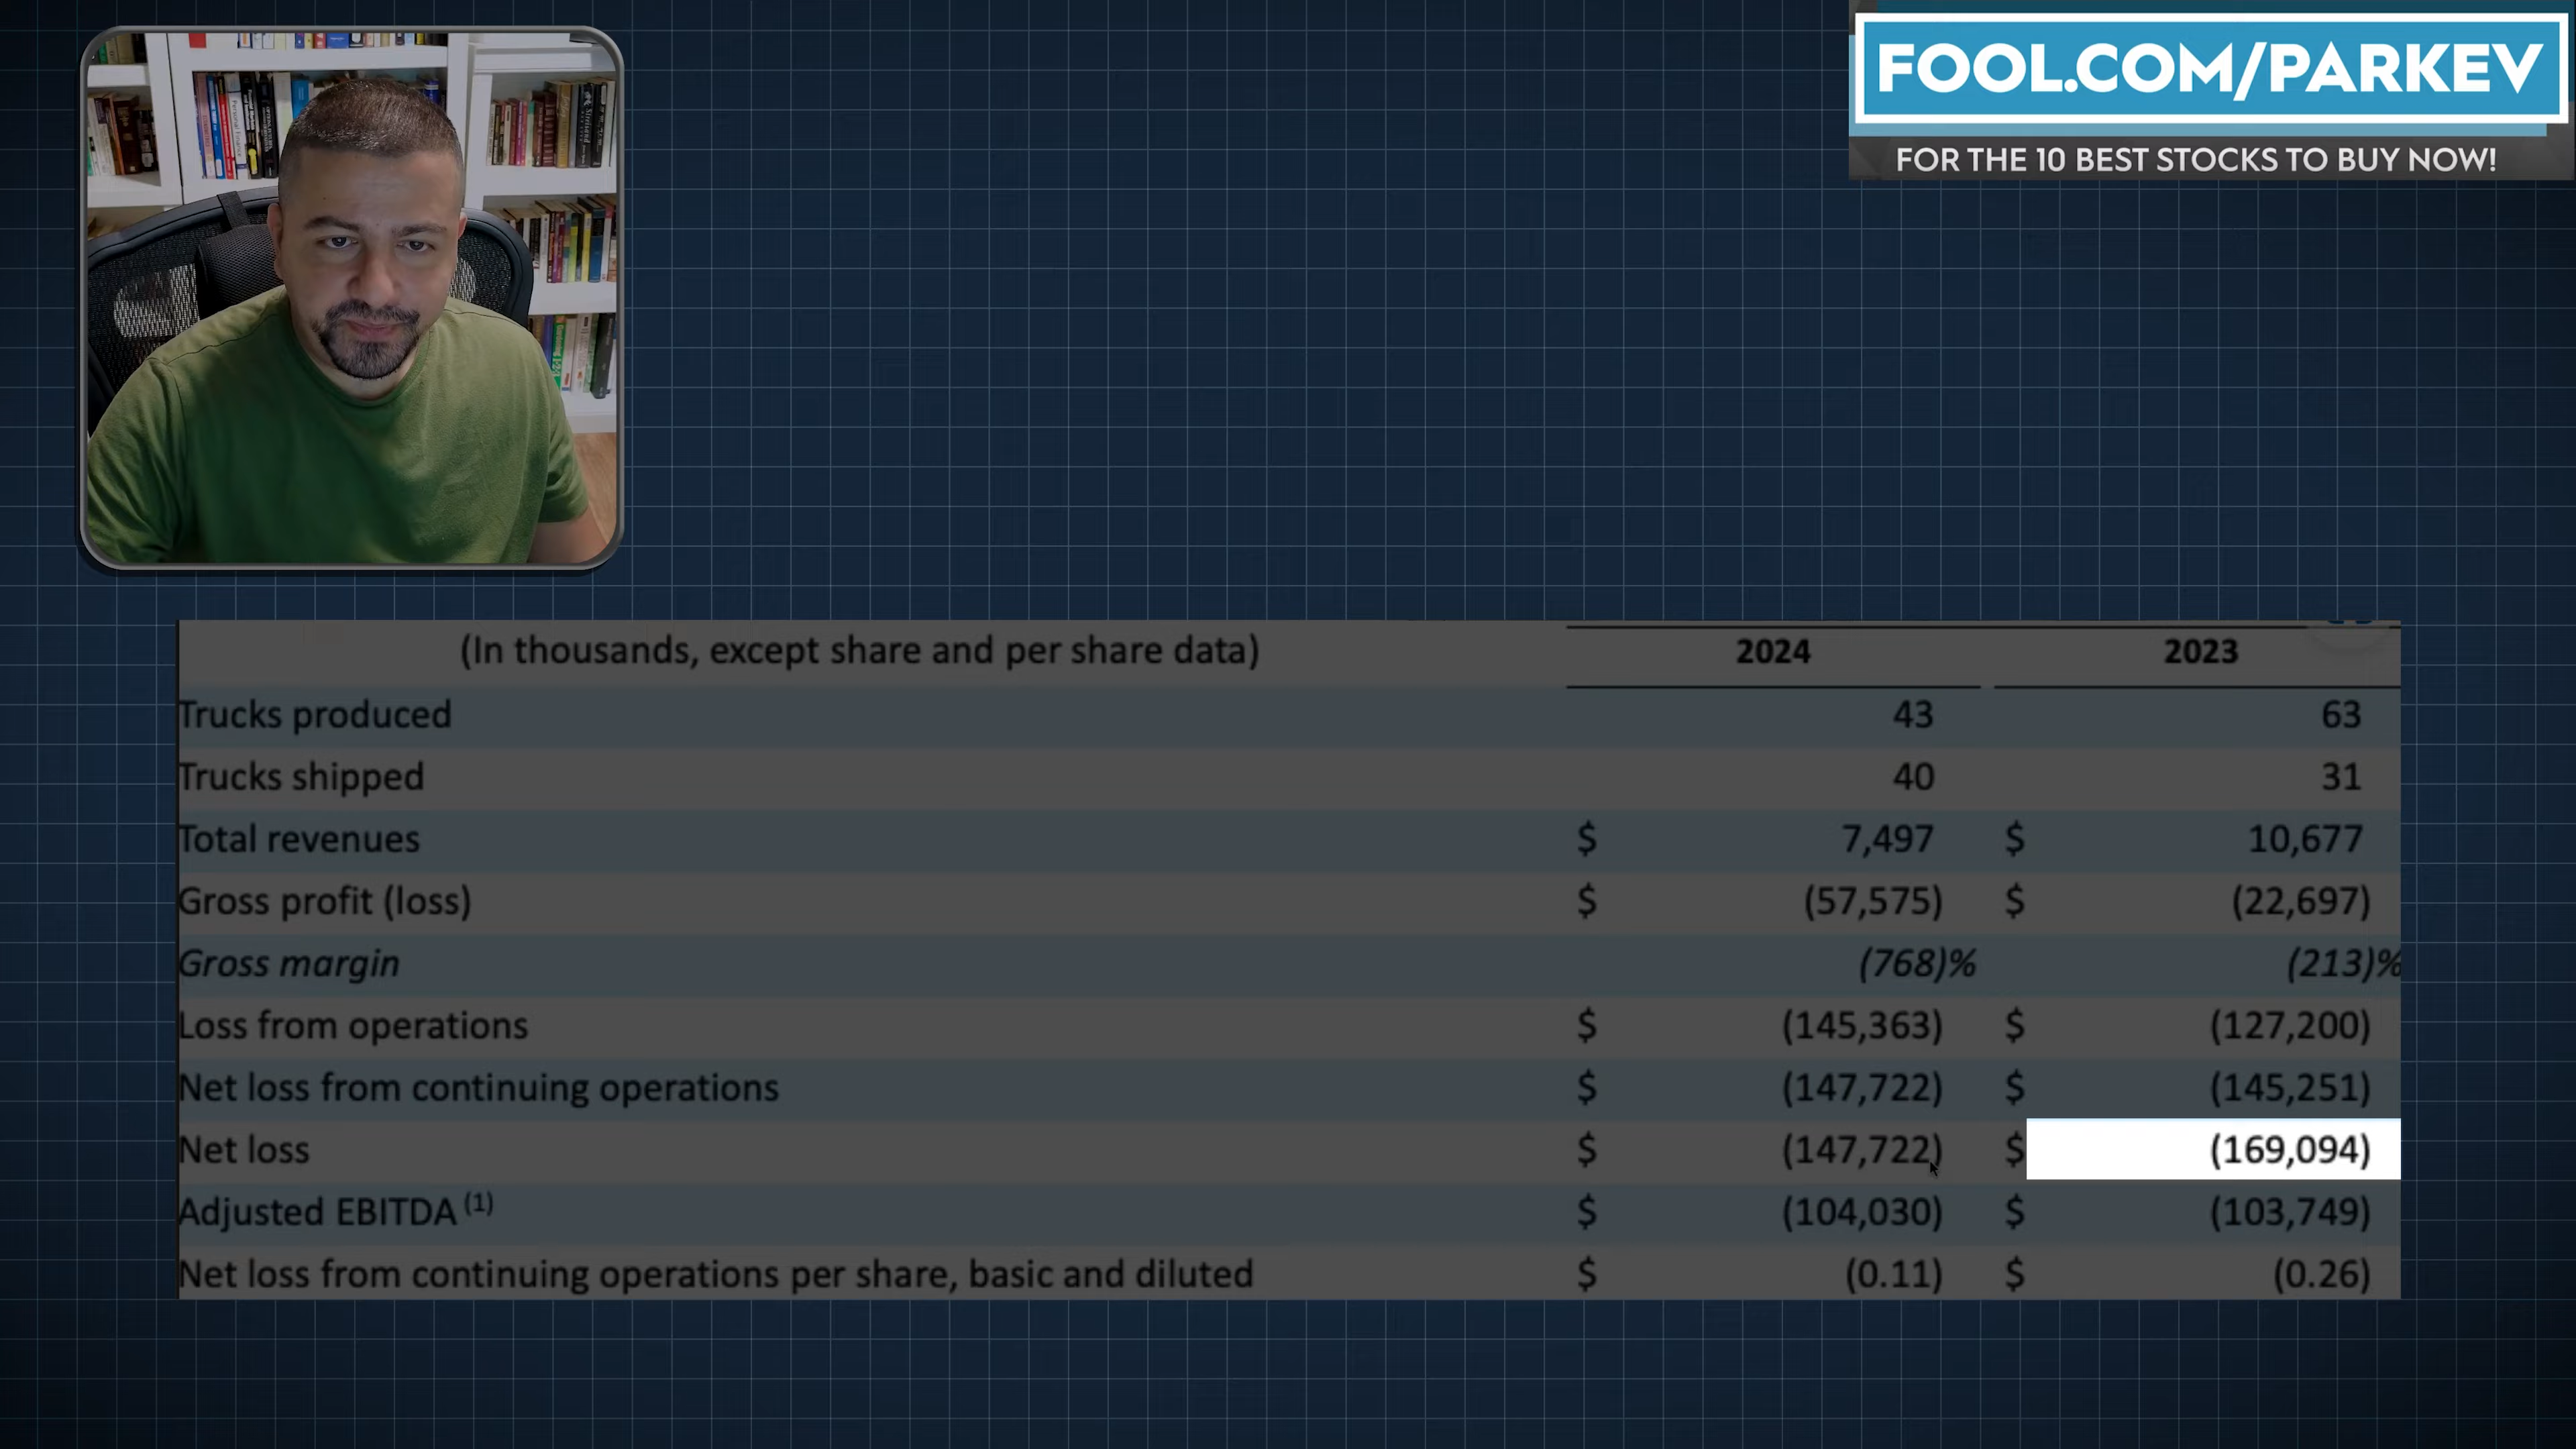 FOOL.COM/PARKEV
FOR THE 10 BEST STOCKS TO BUY NOW!
(In thousands, except share and per share data) 2024 2023
Trucks produced 43 63
Trucks shipped 40 31
Total revenues $ 7,497 $ 10,677
Gross profit (loss) $ (57,575) $ (22,697)
Gross margin (768)% (213)%
Loss from operations $ (145,363) $ (127,200)
Net loss from continuing operations $ (147,722) $ (145,251)
Net loss $ (147,722) $ (169,094)
Adjusted EBITDA (1) $ (104,030) $ (103,749)
Net loss from continuing operations per share, basic and diluted $ (0.11) $ (0.26)